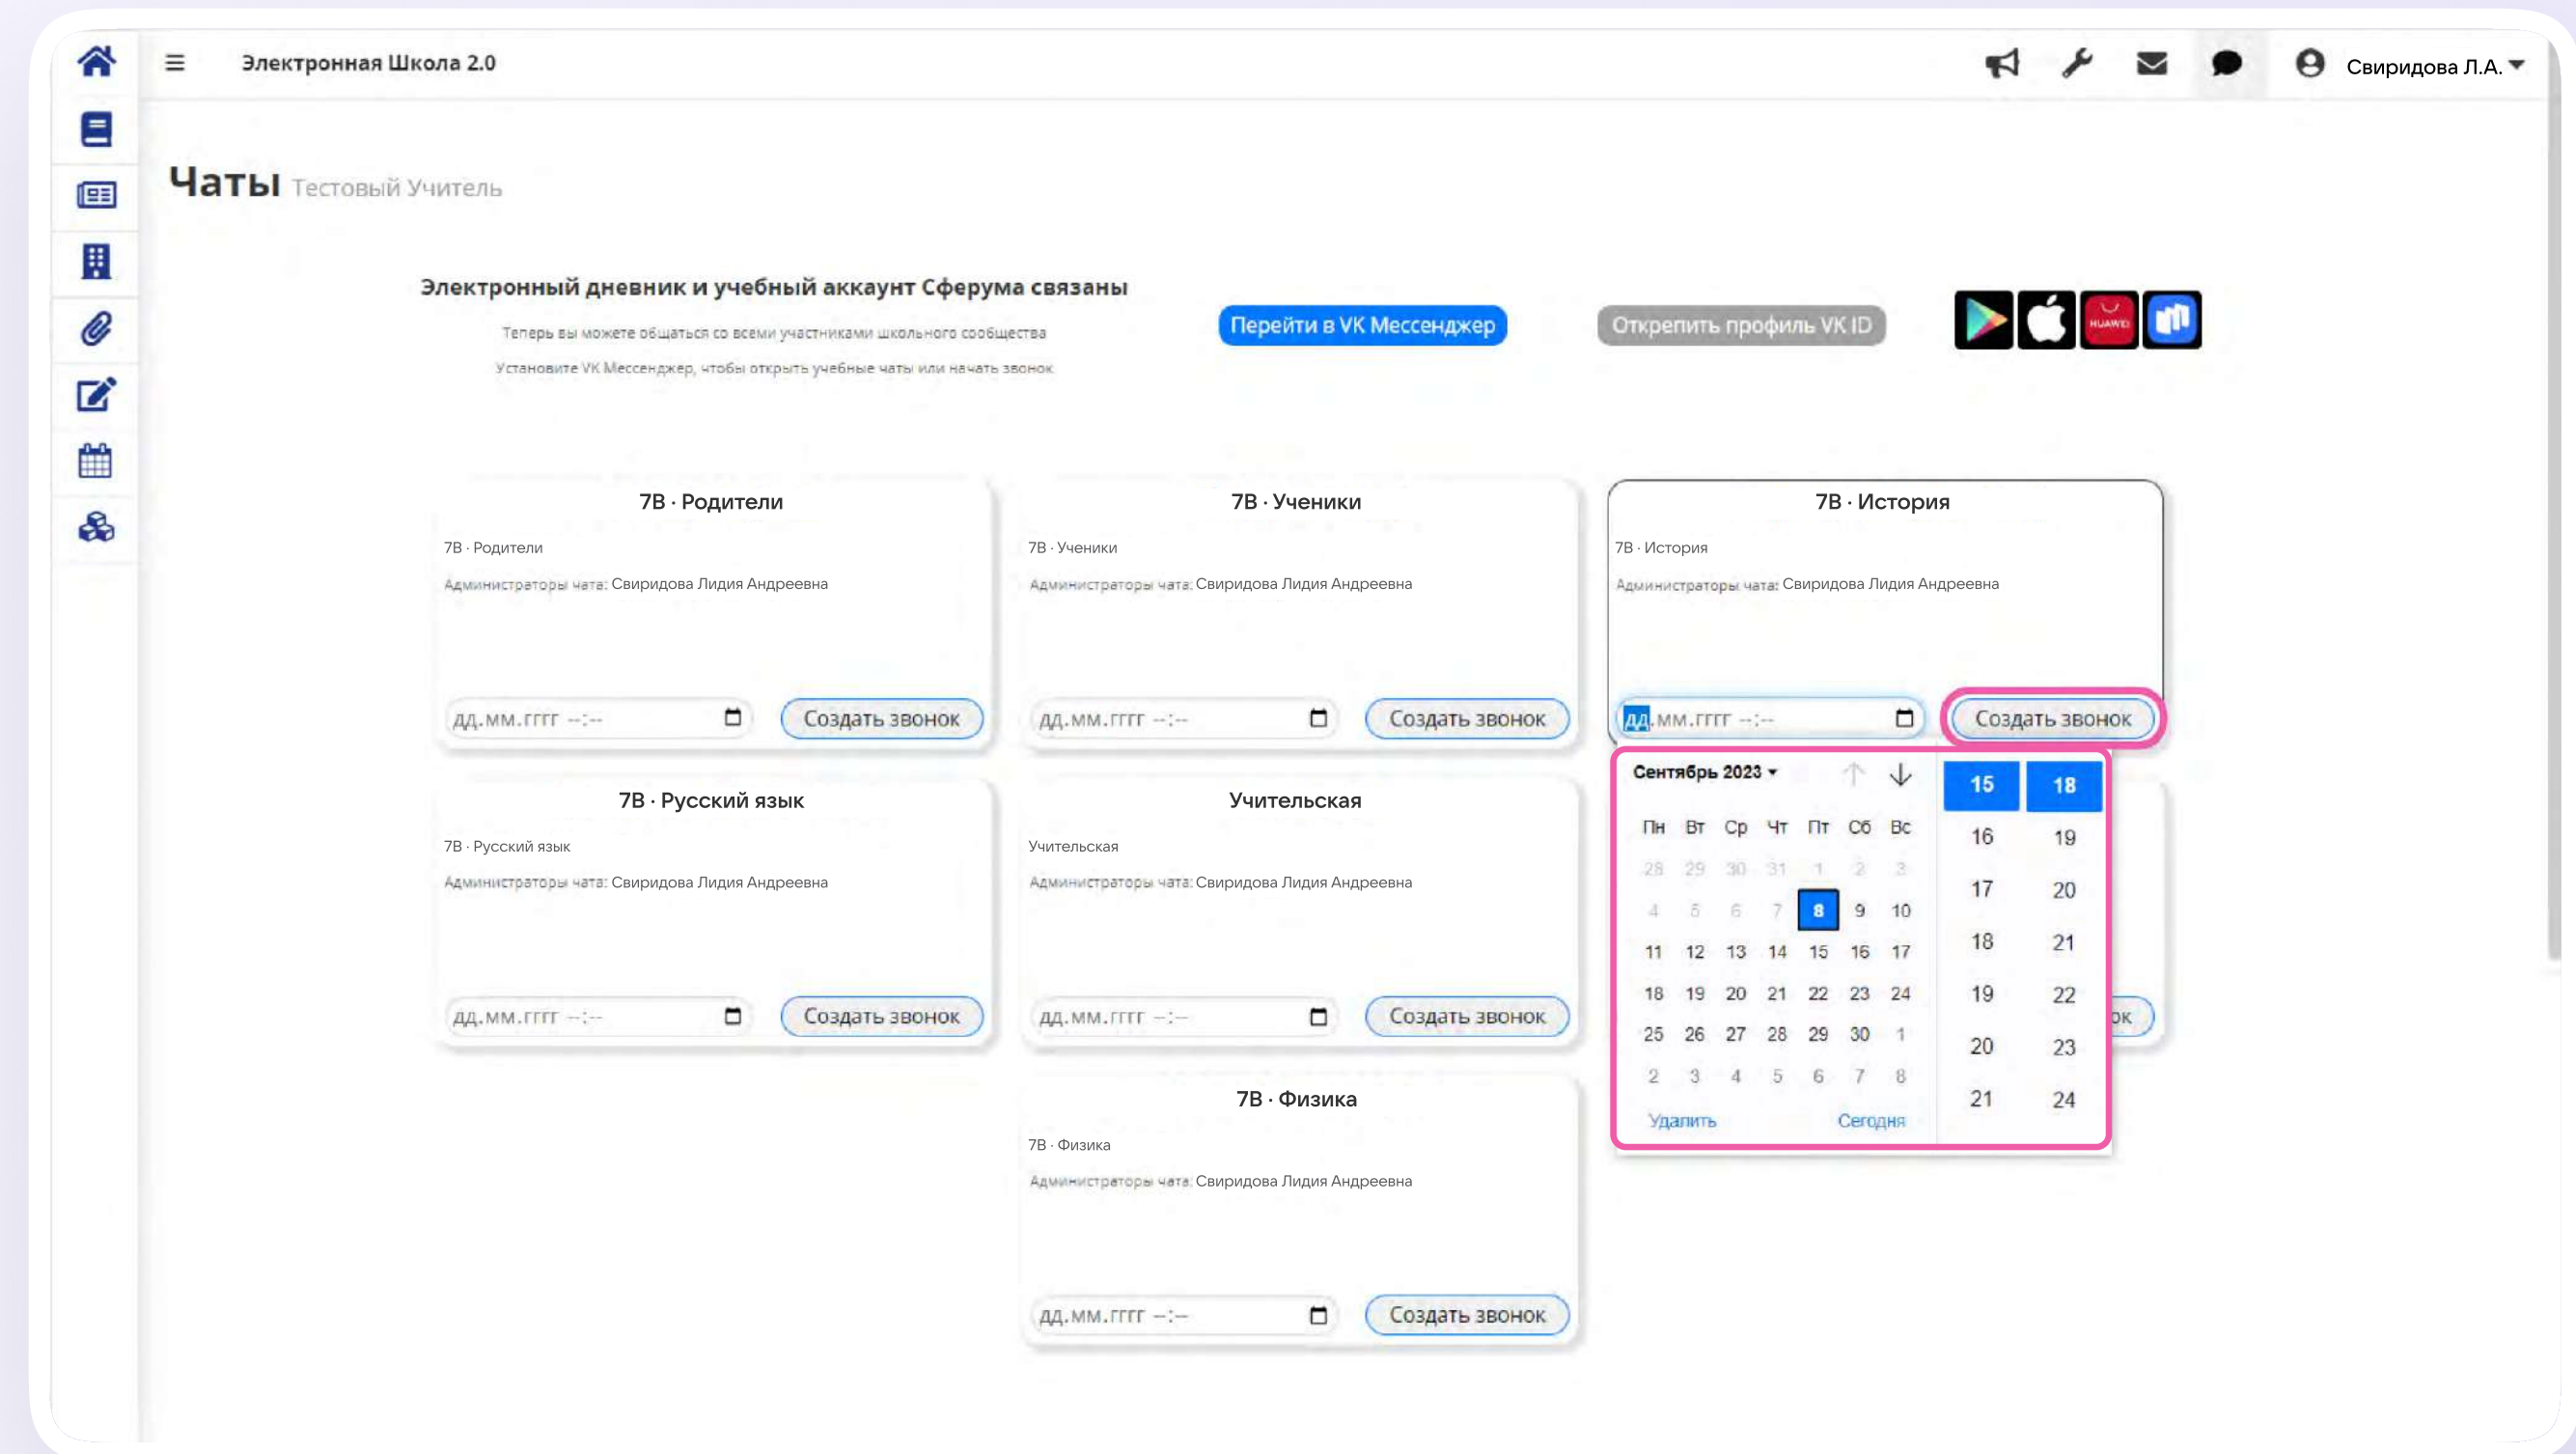 Электронная Школа 2.0
Свиридова Л.А.
Чаты Тестовый Учитель
Электронный дневник и учебный аккаунт Сферума связаны
Теперь вы можете общаться со всеми участниками школьного сообщества
Установите VK Мессенджер, чтобы открыть учебные чаты или начать звонок
Перейти в VK Мессенджер
Открепить профиль VK ID
HUAWEI
7В · Родители
7В · Родители
Администраторы чата: Свиридова Лидия Андреевна
дд.мм.гггг --:--
Создать звонок
7В · Ученики
7В · Ученики
Администраторы чата: Свиридова Лидия Андреевна
дд.мм.гггг --:--
Создать звонок
7В · История
7В · История
Администраторы чата: Свиридова Лидия Андреевна
дд.мм.гггг --:--
Создать звонок
7В · Русский язык
7В · Русский язык
Администраторы чата: Свиридова Лидия Андреевна
дд.мм.гггг --:--
Создать звонок
Учительская
Учительская
Администраторы чата: Свиридова Лидия Андреевна
дд.мм.гггг --:--
Создать звонок
Сентябрь 2023
Пн Вт Ср Чт Пт Сб Вс
28 29 30 31 1 2 3
4 5 6 7 8 9 10
11 12 13 14 15 16 17
18 19 20 21 22 23 24
25 26 27 28 29 30 1
2 3 4 5 6 7 8
Удалить Сегодня
15 18
16 19
17 20
18 21
19 22
20 23
21 24
ок
7В · Физика
7В · Физика
Администраторы чата: Свиридова Лидия Андреевна
дд.мм.гггг --:--
Создать звонок